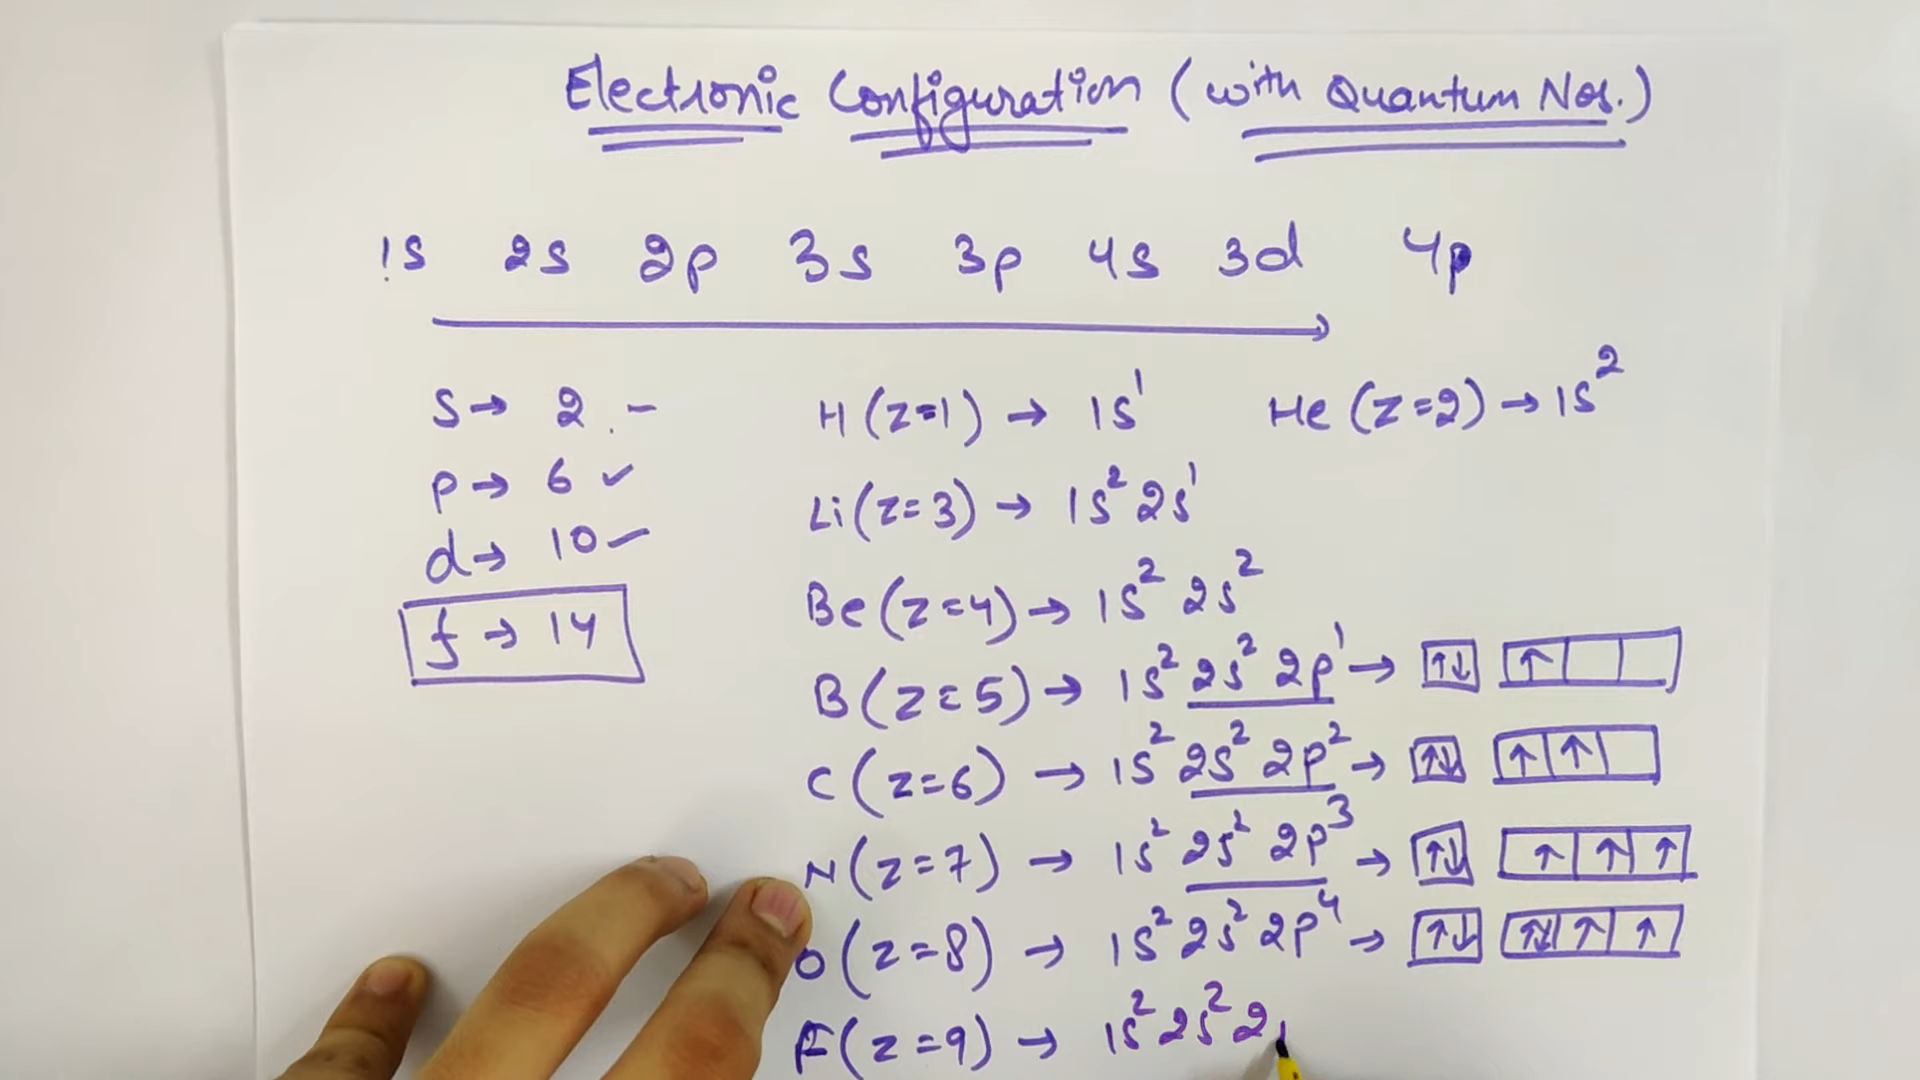 Electronic Configuration (with Quantum Nos.)
1s 2s 2p 3s 3p 4s 3d 4p
s → 2
p → 6 ✓
d → 10
f → 14
H (z=1) → 1s¹ He (z=2) → 1s²
Li (z=3) → 1s² 2s¹
Be (z=4) → 1s² 2s²
B (z=5) → 1s² 2s² 2p¹ → ↑↓ ↑
C (z=6) → 1s² 2s² 2p² → ↑↓ ↑ ↑
N (z=7) → 1s² 2s² 2p³ → ↑↓ ↑ ↑ ↑
O (z=8) → 1s² 2s² 2p⁴ → ↑↓ ↑↓ ↑ ↑
F (z=9) → 1s² 2s² 2